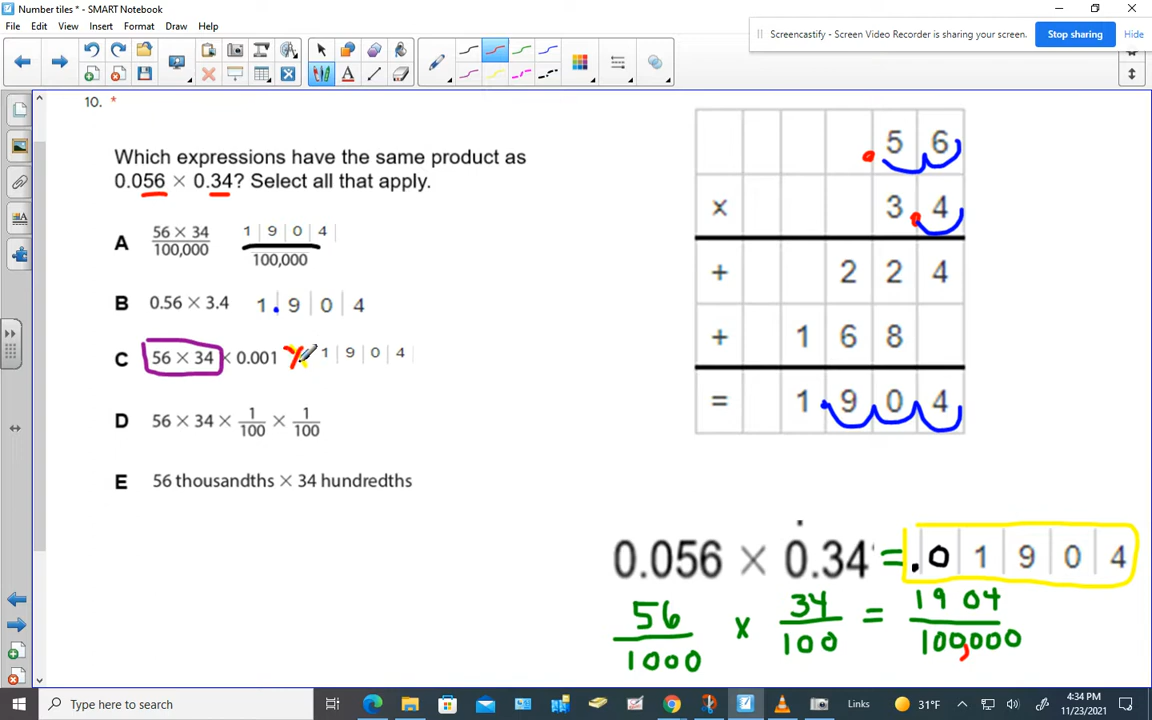 Number tiles * - SMART Notebook
File Edit View Insert Format Tools Add-ons Draw Help
Screencastify - Screen Video Recorder is sharing your screen. Stop sharing Hide
10. *
Which expressions have the same product as
0.056 × 0.34? Select all that apply.
A 56 × 34 / 100,000 1 9 0 4 / 100,000
B 0.56 × 3.4 1 . 9 0 4
C 56 × 34 × 0.001 1 9 0 4
D 56 × 34 × 1/100 × 1/100
E 56 thousandths × 34 hundredths
. 5 6
× 3 . 4
+ 2 2 4
+ 1 6 8
= 1 . 9 0 4
0.056 × 0.34 = . 0 1 9 0 4
56/1000 x 34/100 = 1904/100,000
Type here to search
Links 31°F
4:34 PM
11/23/2021